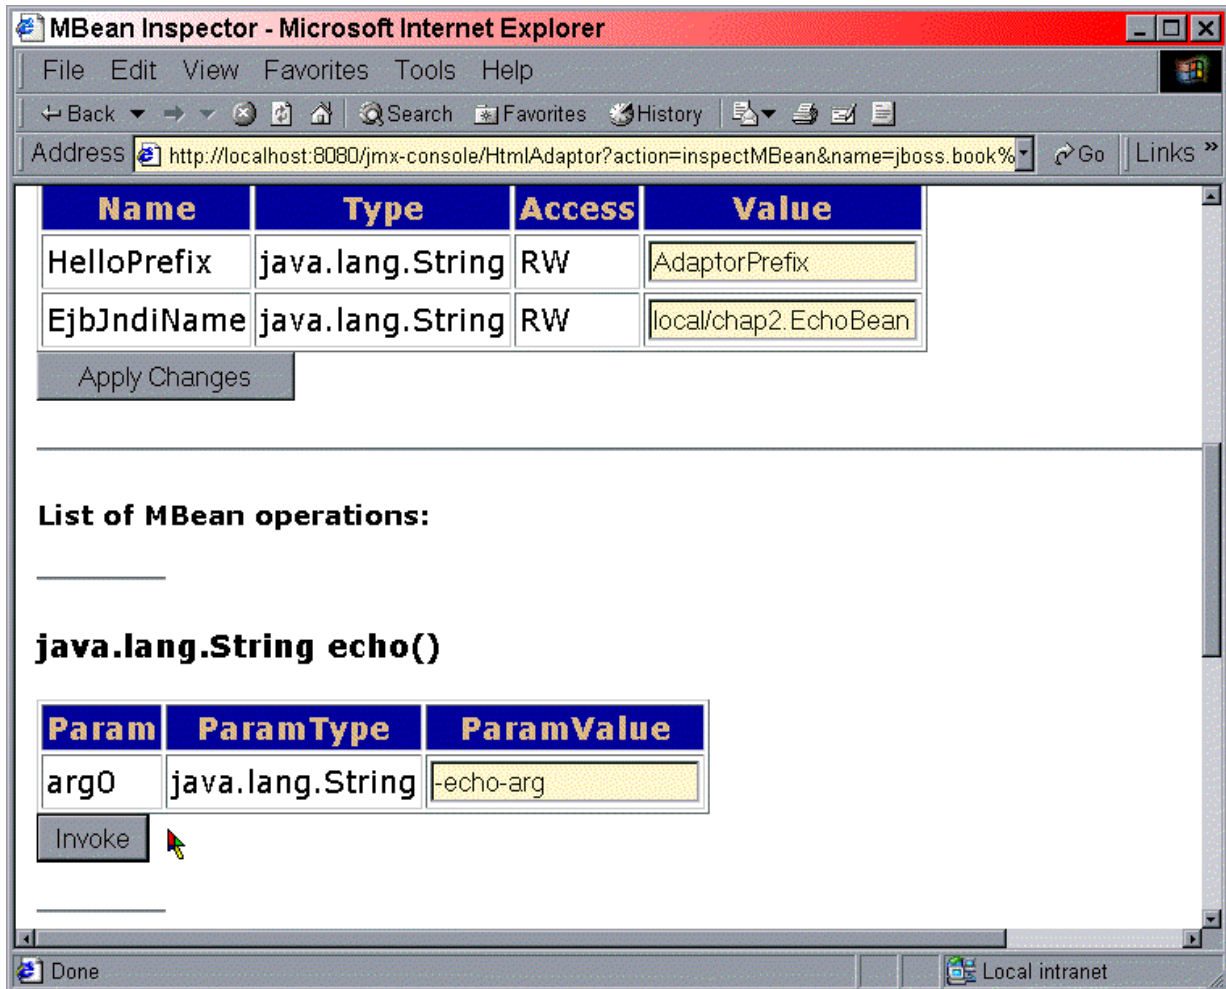 MBean Inspector - Microsoft Internet Explorer
File Edit View Favorites Tools Help
Back Search Favorites History
Address http://localhost:8080/jmx-console/HtmlAdaptor?action=inspectMBean&name=jboss.book% Go Links »
Name Type Access Value
HelloPrefix java.lang.String RW AdaptorPrefix
EjbJndiName java.lang.String RW local/chap2.EchoBean
Apply Changes
List of MBean operations:
java.lang.String echo()
Param ParamType ParamValue
arg0 java.lang.String -echo-arg
Invoke
Done Local intranet